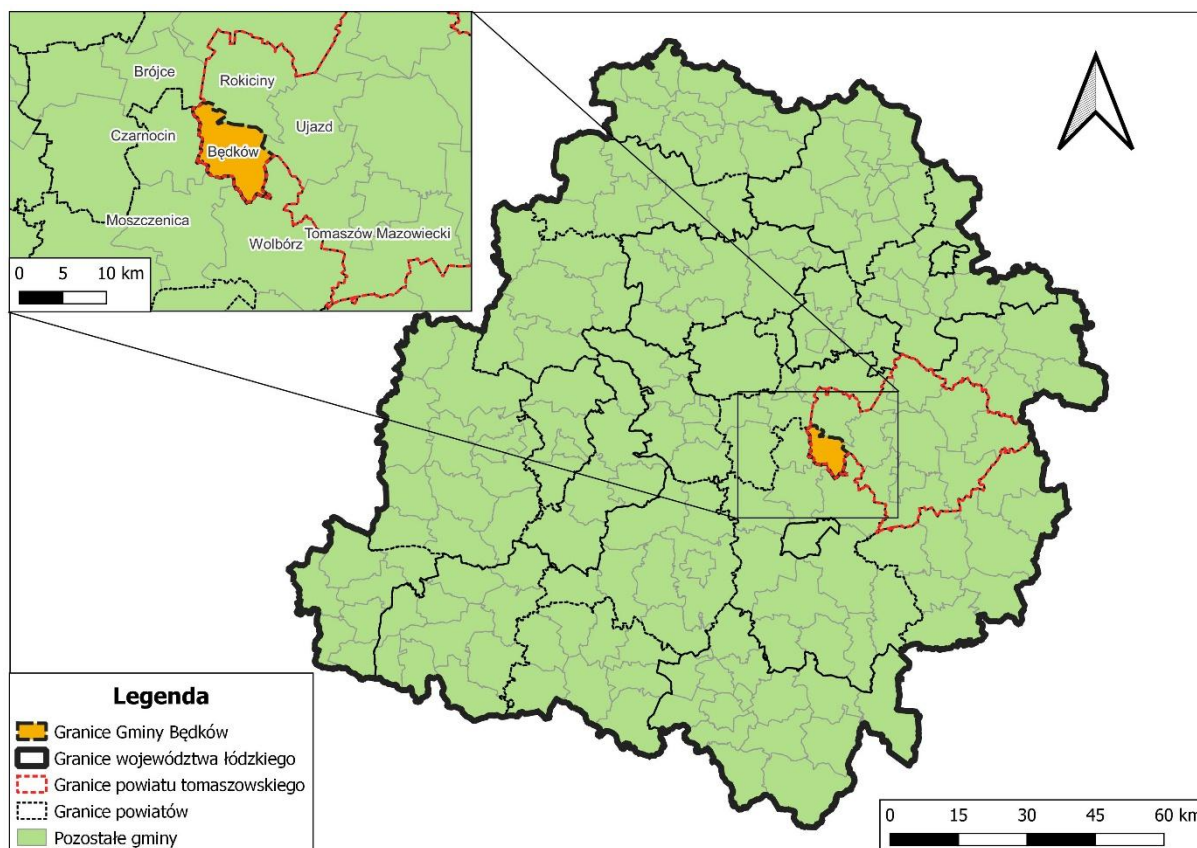 Brójce
Rokiciny
Czarnocin
Ujazd
Będków
Moszczenica
Wolbórz
Tomaszów Mazowiecki
0 5 10 km
Legenda
Granice Gminy Będków
Granice województwa łódzkiego
Granice powiatu tomaszowskiego
Granice powiatów
Pozostałe gminy
0 15 30 45 60 km